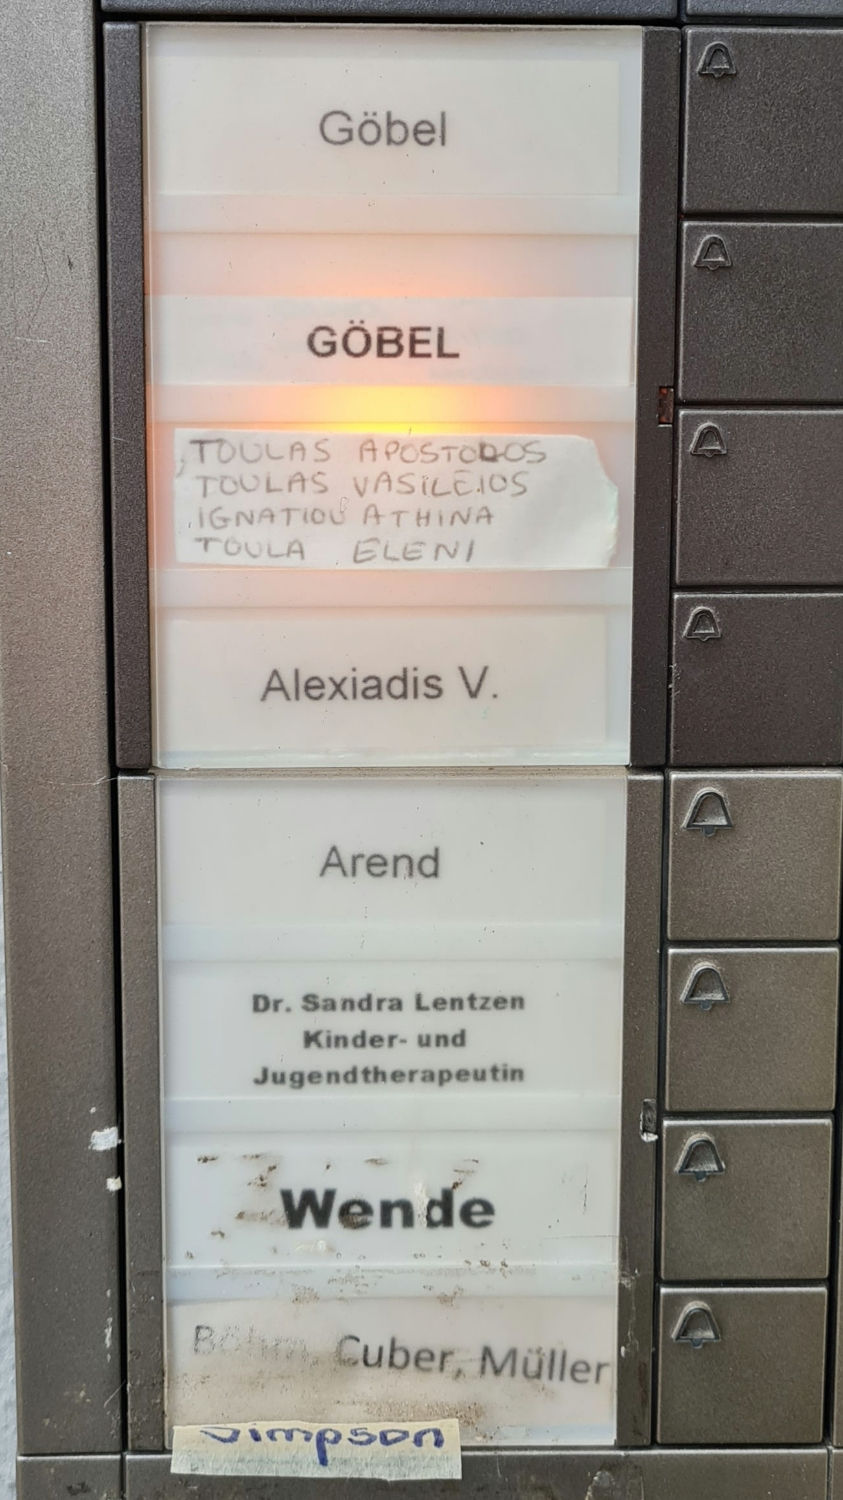 Göbel
GÖBEL
TOULAS APOSTOLOS
TOULAS VASILEIOS
IGNATIOU ATHINA
TOULA ELENI
Alexiadis V.
Arend
Dr. Sandra Lentzen
Kinder- und
Jugendtherapeutin
Wende
Böhm, Cuber, Müller
Simpson